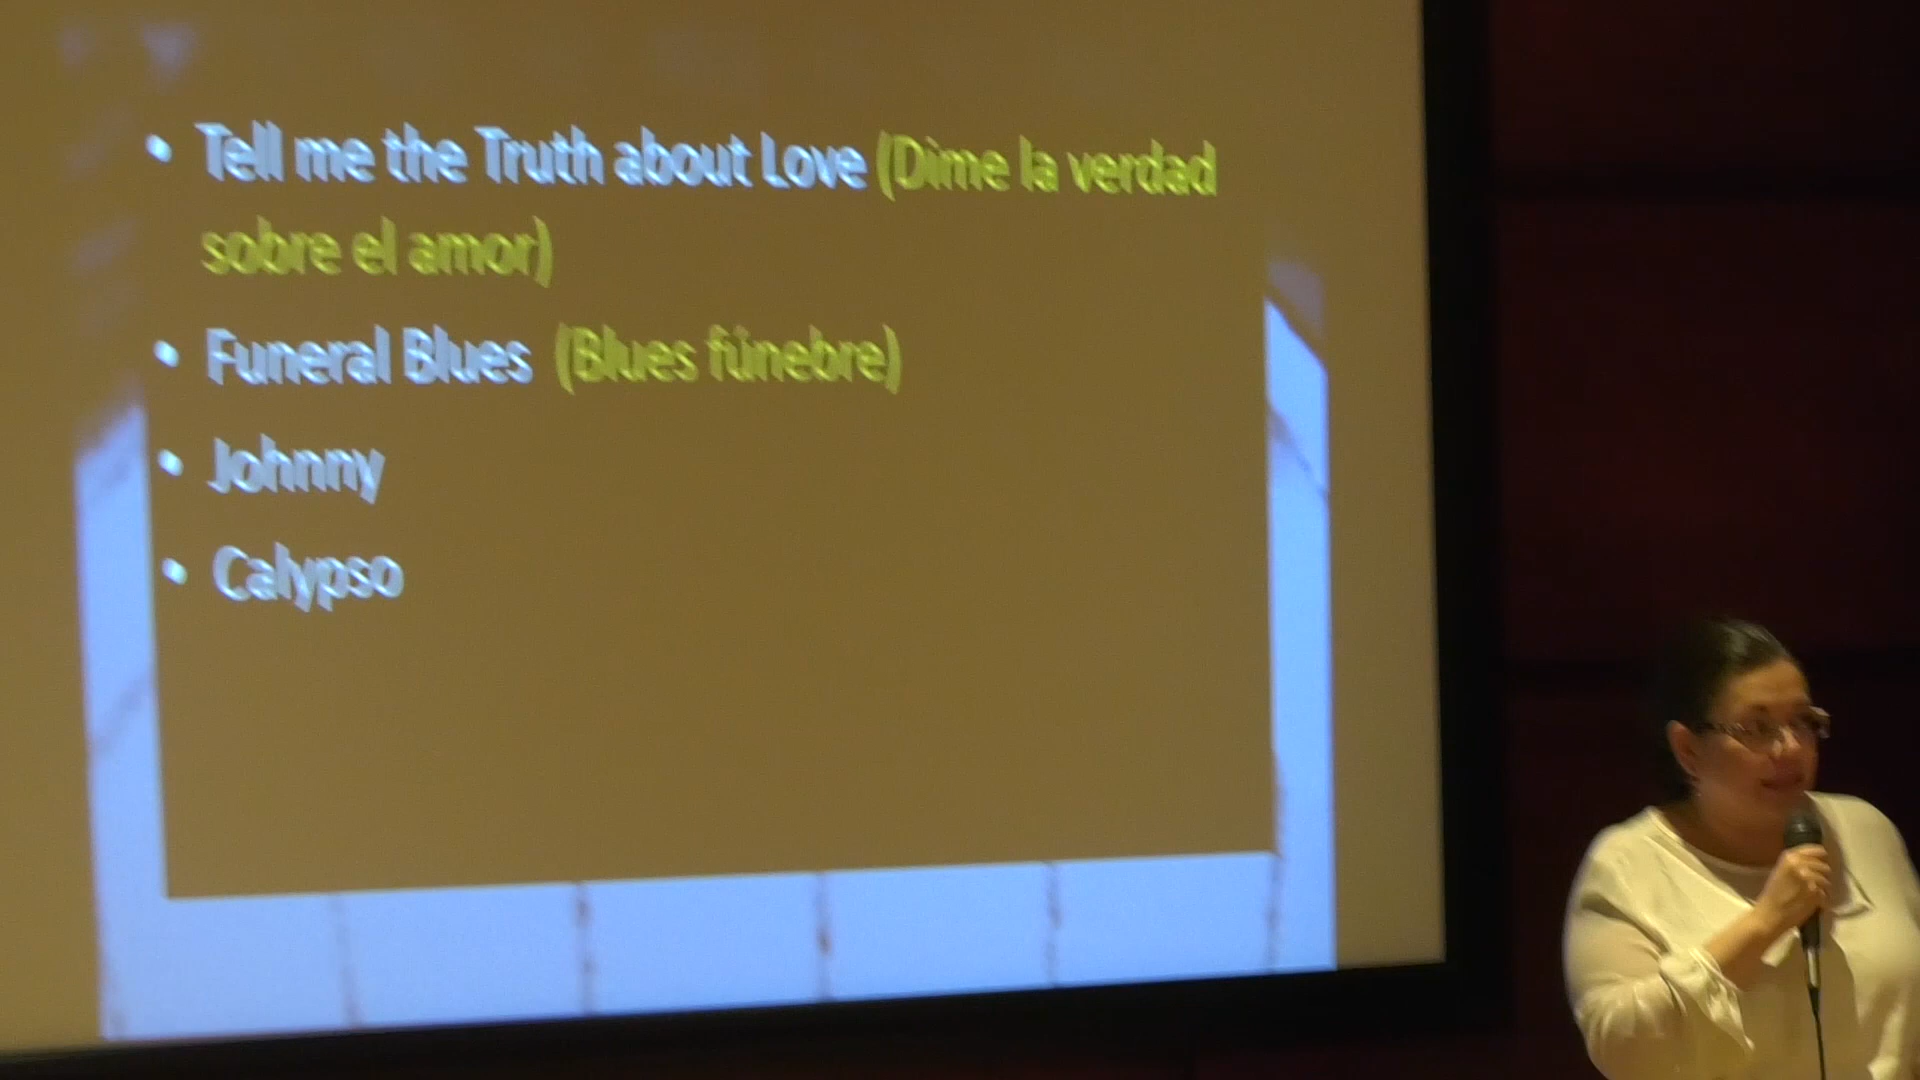 • Tell me the Truth about Love (Dime la verdad
sobre el amor)
• Funeral Blues (Blues fúnebre)
• Johnny
• Calypso